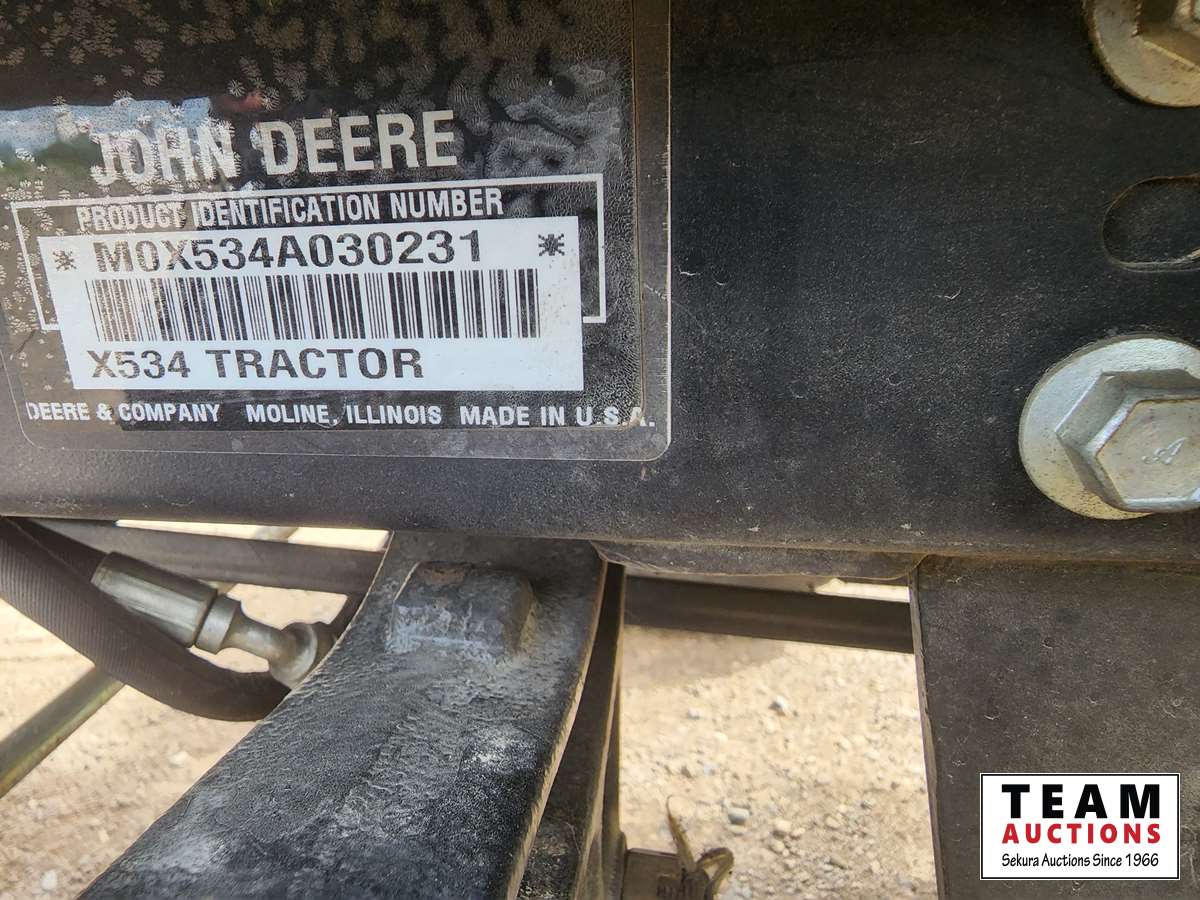 JOHN DEERE
PRODUCT IDENTIFICATION NUMBER
* M0X534A030231 *
X534 TRACTOR
DEERE & COMPANY MOLINE, ILLINOIS MADE IN U.S.A.
A
TEAM
AUCTIONS
Sekura Auctions Since 1966